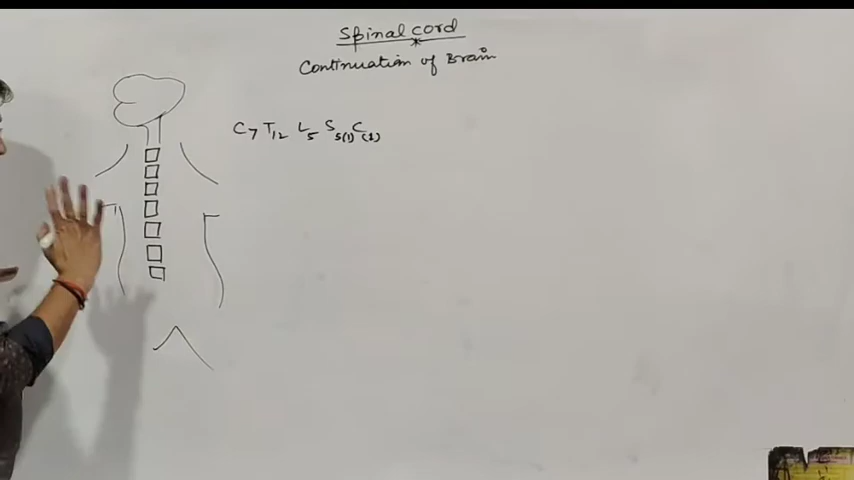 Spinal cord
Continuation of Brain
C7 T12 L5 S5(1) C(1)